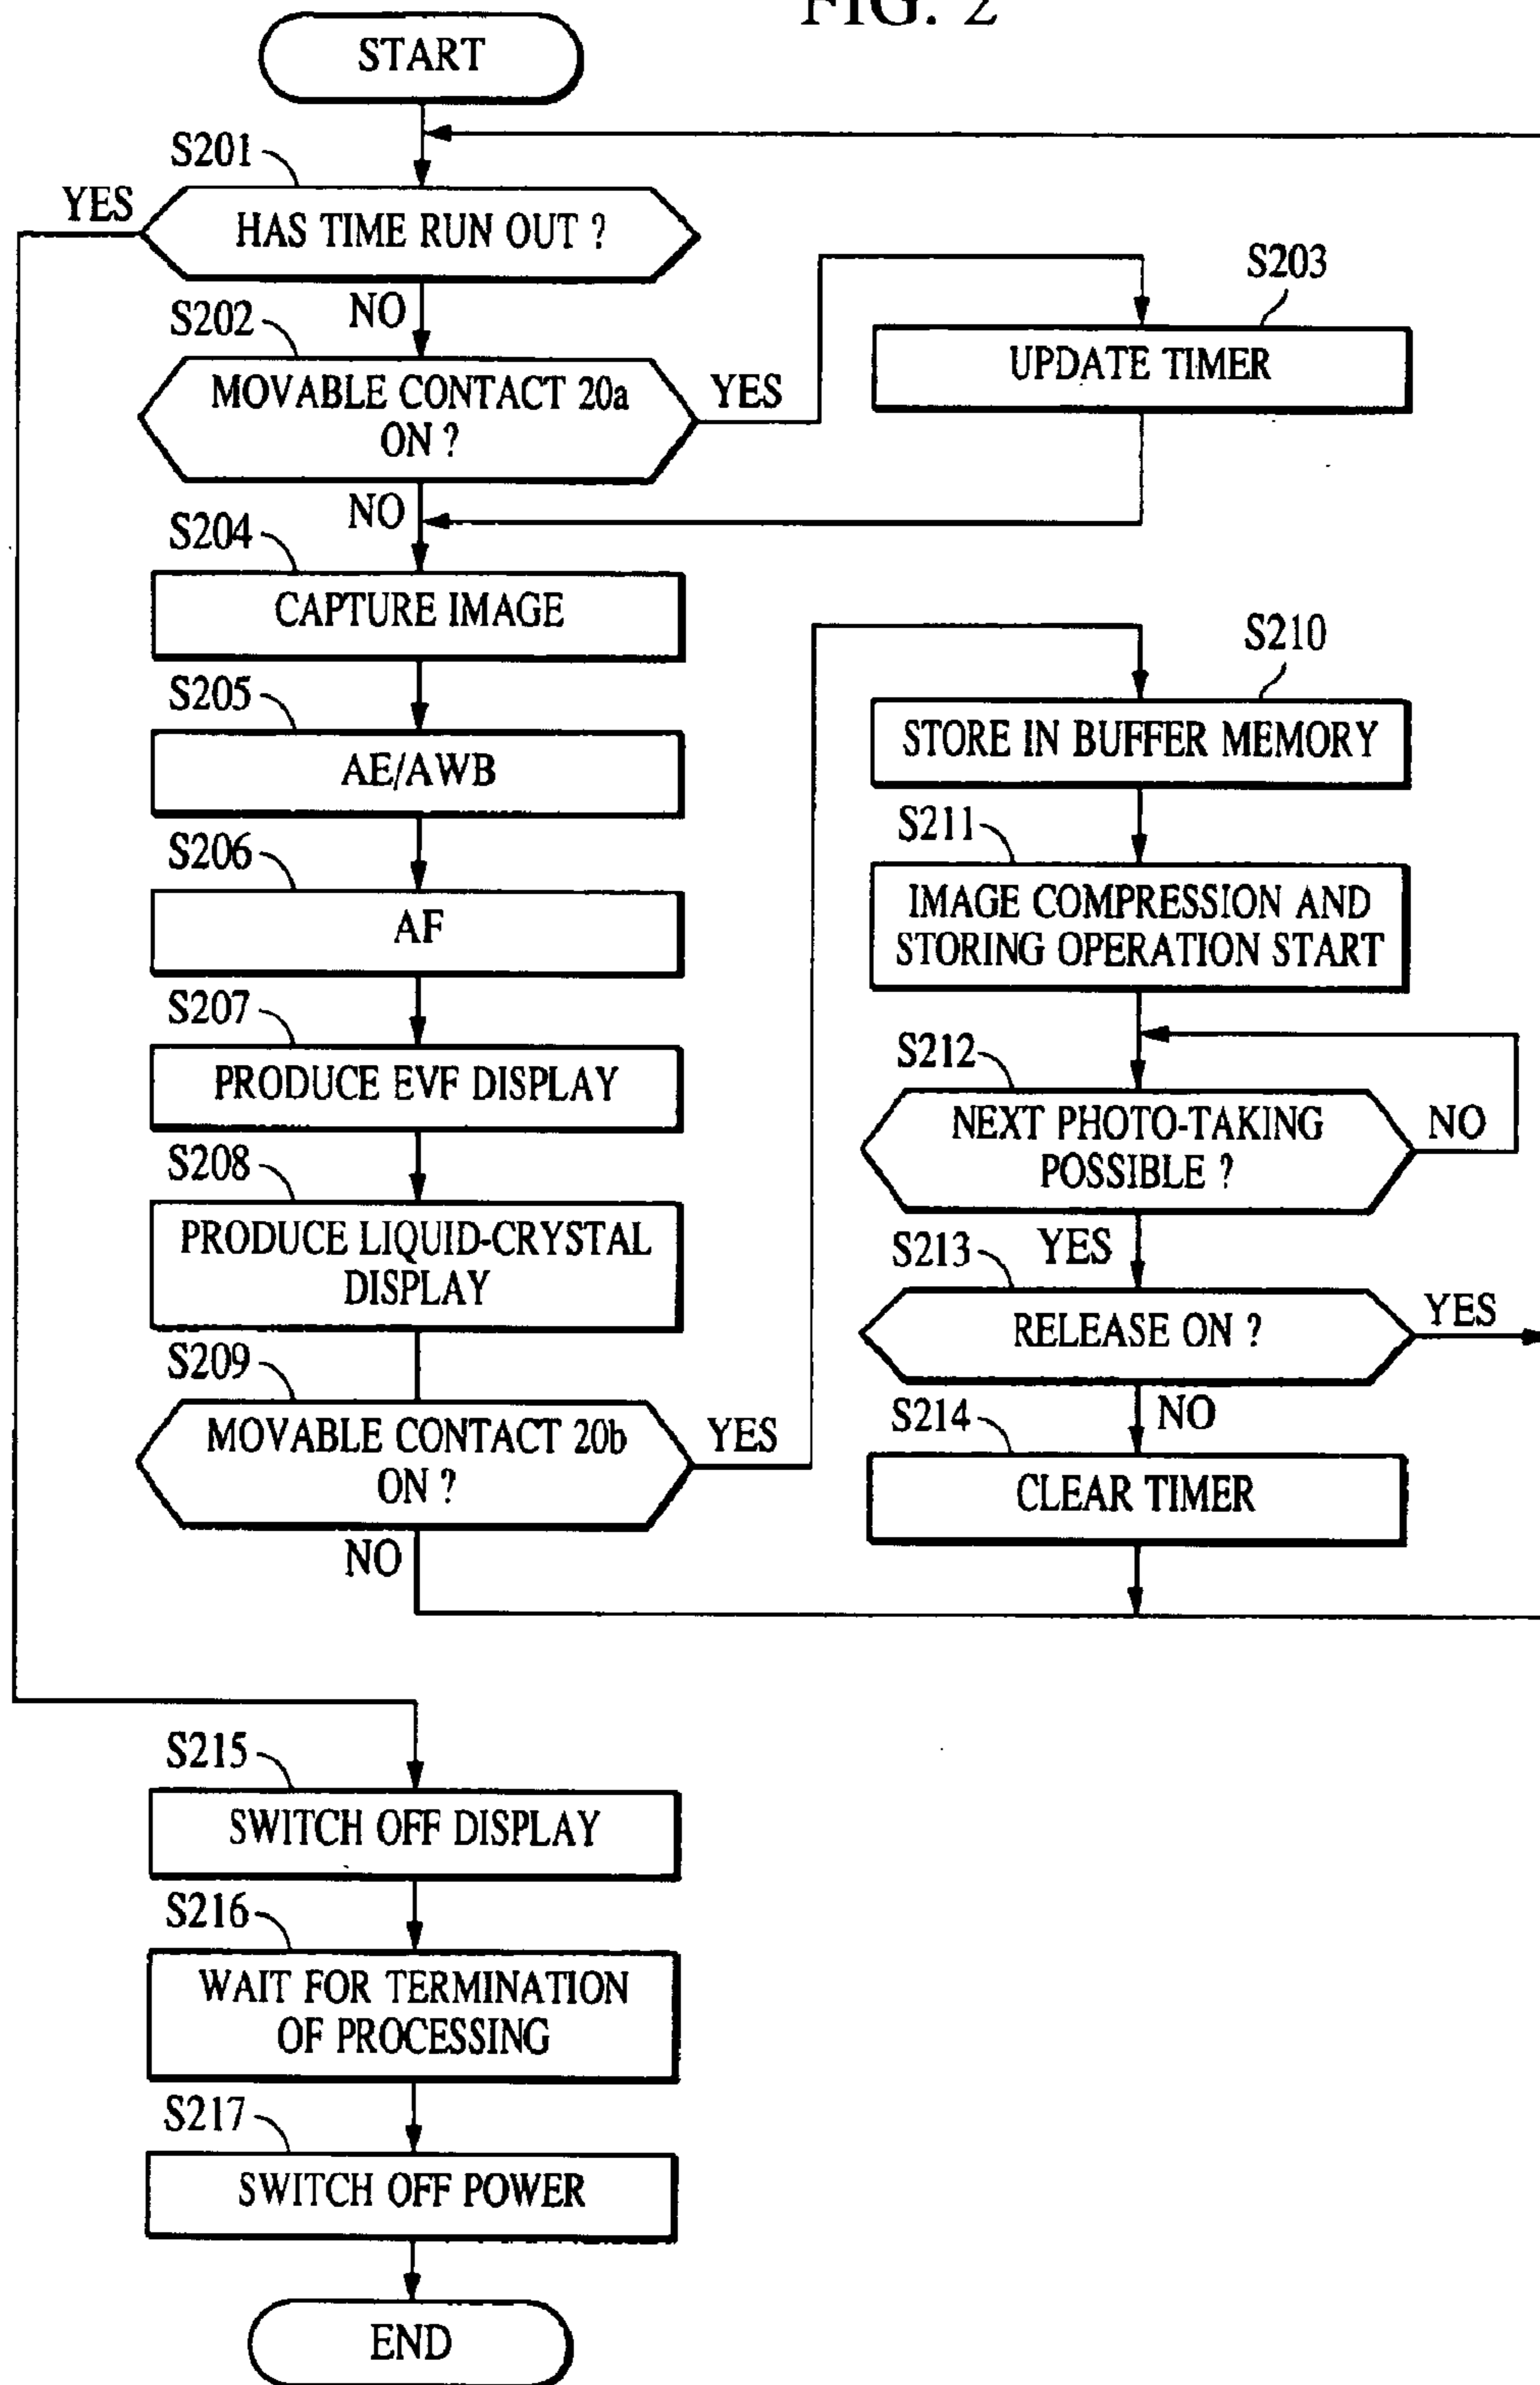 FIG. 2
START
S201
YES
HAS TIME RUN OUT ?
NO
S202
MOVABLE CONTACT 20a
ON ?
YES
S203
UPDATE TIMER
NO
S204
CAPTURE IMAGE
S205
AE/AWB
S206
AF
S207
PRODUCE EVF DISPLAY
S208
PRODUCE LIQUID-CRYSTAL
DISPLAY
S209
MOVABLE CONTACT 20b
ON ?
YES
NO
S210
STORE IN BUFFER MEMORY
S211
IMAGE COMPRESSION AND
STORING OPERATION START
S212
NEXT PHOTO-TAKING
POSSIBLE ?
NO
YES
S213
RELEASE ON ?
YES
NO
S214
CLEAR TIMER
S215
SWITCH OFF DISPLAY
S216
WAIT FOR TERMINATION
OF PROCESSING
S217
SWITCH OFF POWER
END